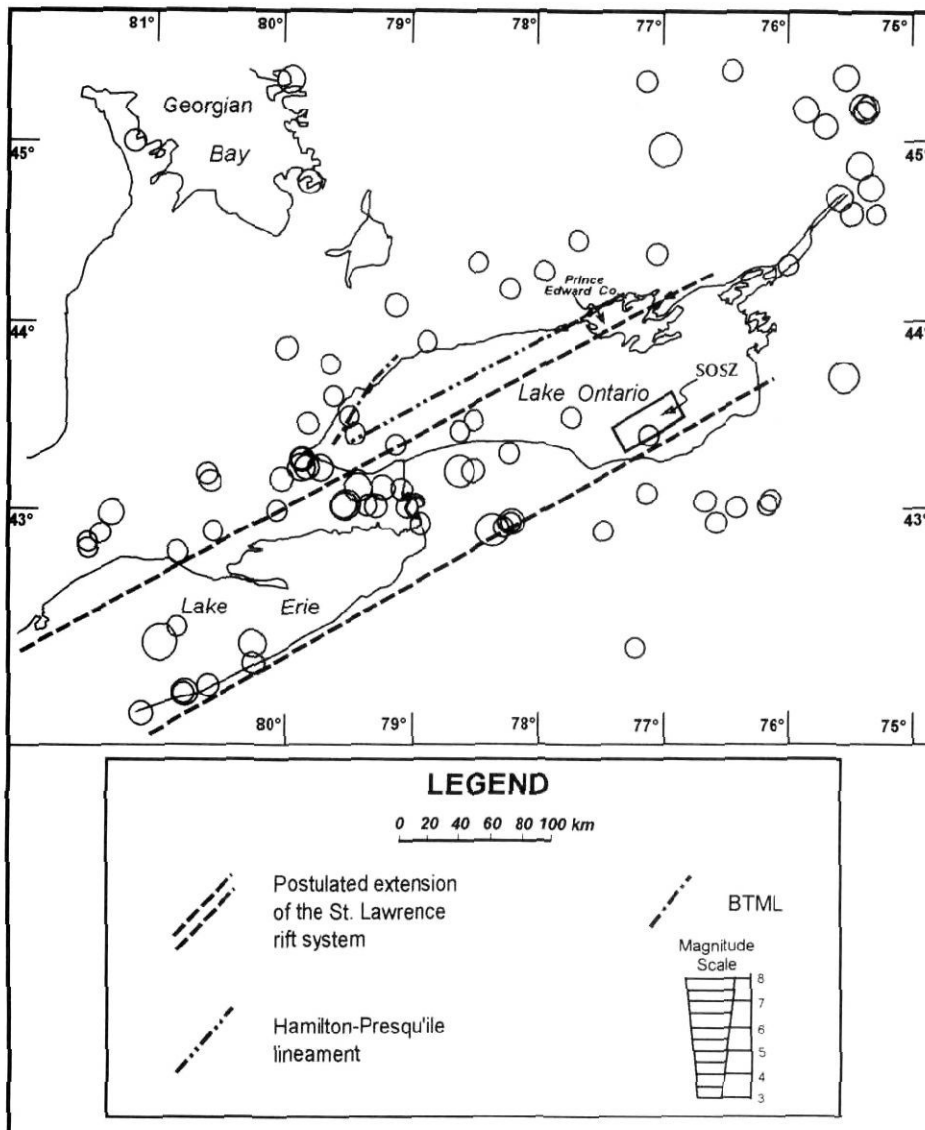 81° 80° 79° 78° 77° 76° 75°
Georgian
Bay
45° 45°
Prince
Edward Co.
44° 44°
SOSZ
Lake Ontario
43° 43°
Lake Erie
80° 79° 78° 77° 76° 75°
LEGEND
0 20 40 60 80 100 km
Postulated extension
of the St. Lawrence
rift system
BTML
Magnitude
Scale
8
7
6
5
4
3
Hamilton-Presqu'ile
lineament